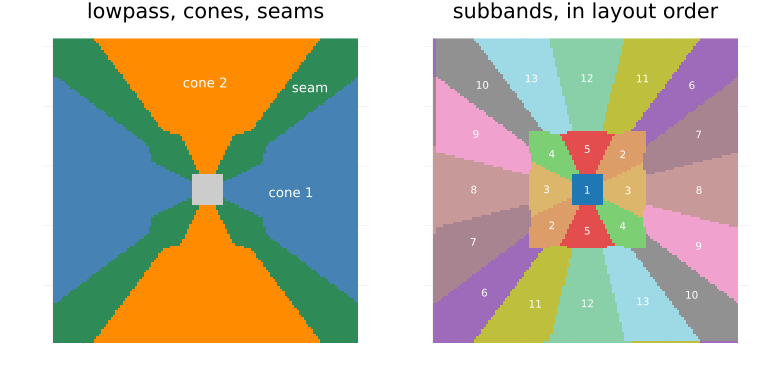 lowpass, cones, seams
cone 2
seam
cone 1
subbands, in layout order
10 13 12 11 6
9 7
4 5 2
8 3 1 3 8
2 5 4
7 9
6 11 12 13 10